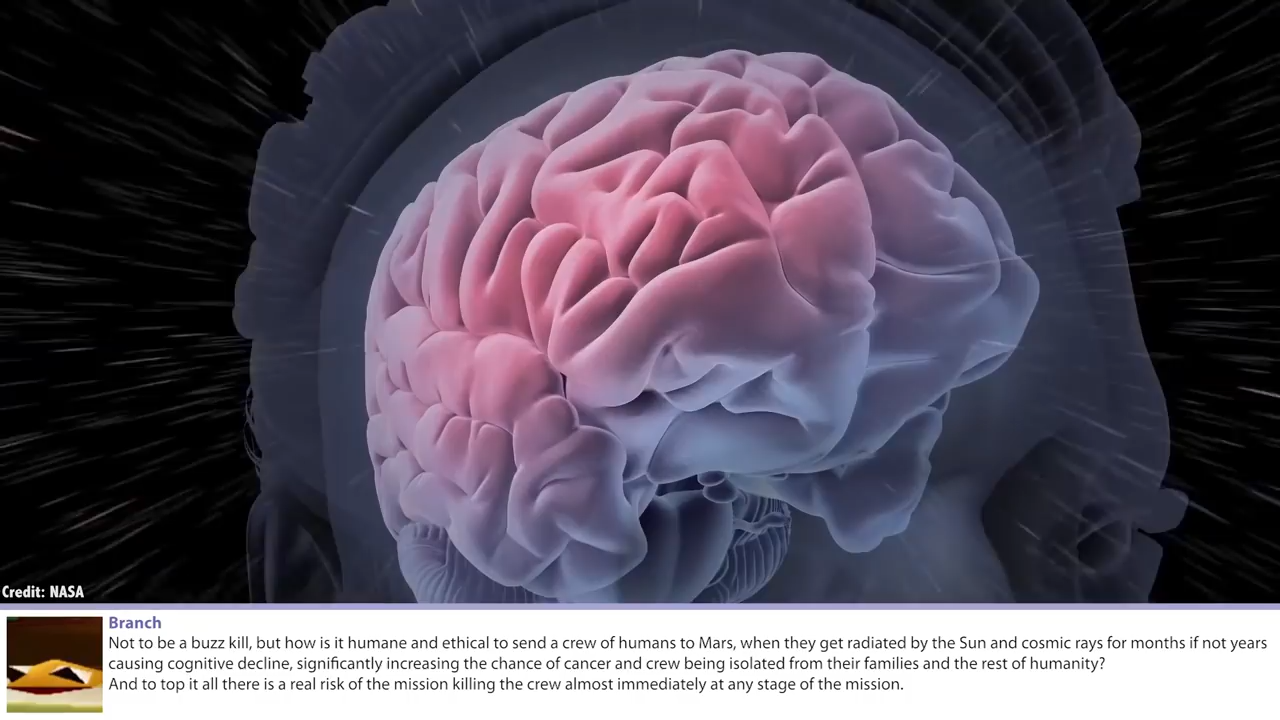 Credit: NASA
Branch
Not to be a buzz kill, but how is it humane and ethical to send a crew of humans to Mars, when they get radiated by the Sun and cosmic rays for months if not years
causing cognitive decline, significantly increasing the chance of cancer and crew being isolated from their families and the rest of humanity?
And to top it all there is a real risk of the mission killing the crew almost immediately at any stage of the mission.